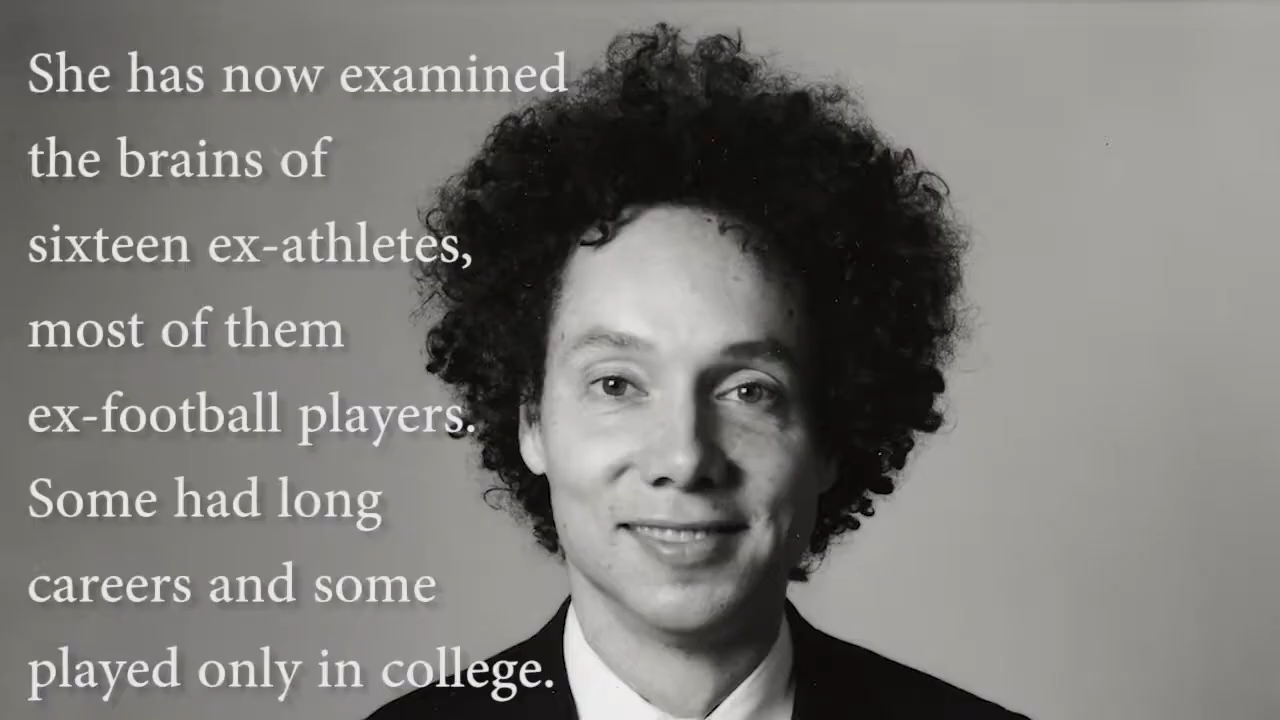 She has now examined
the brains of
sixteen ex-athletes,
most of them
ex-football players.
Some had long
careers and some
played only in college.